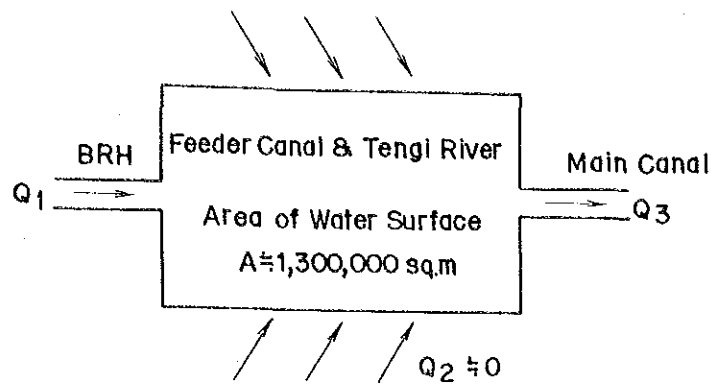 BRH
Q1
Feeder Canal & Tengi River
Area of Water Surface
A≒1,300,000 sq.m
Main Canal
Q3
Q2 ≒0